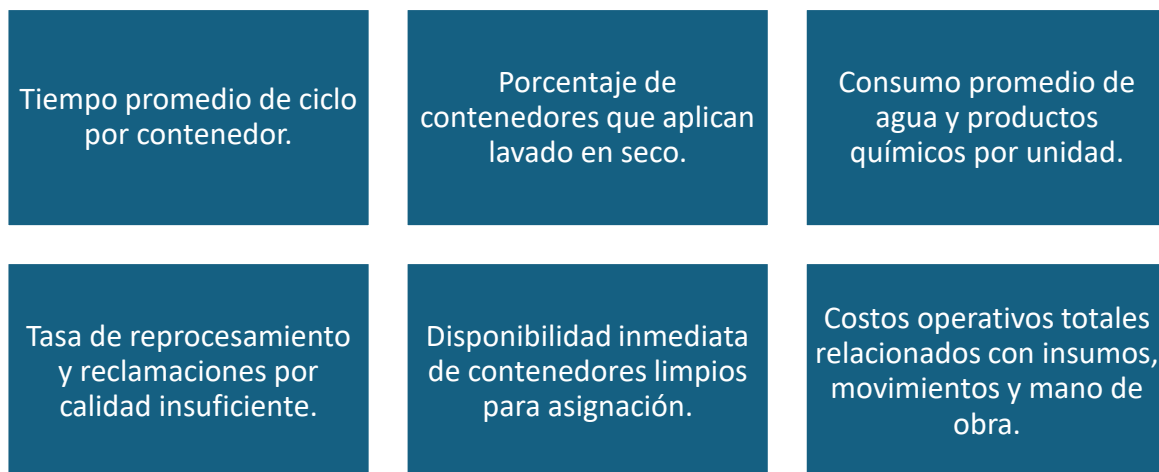 Tiempo promedio de ciclo
por contenedor.
Porcentaje de
contenedores que aplican
lavado en seco.
Consumo promedio de
agua y productos
químicos por unidad.
Tasa de reprocesamiento
y reclamaciones por
calidad insuficiente.
Disponibilidad inmediata
de contenedores limpios
para asignación.
Costos operativos totales
relacionados con insumos,
movimientos y mano de
obra.